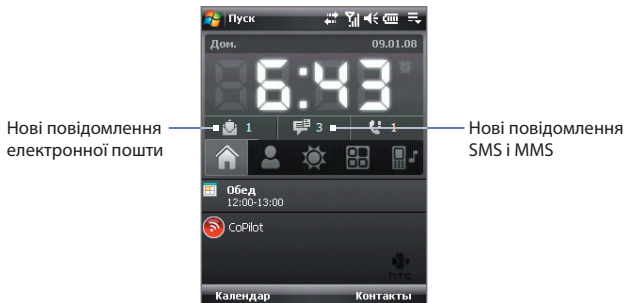 Пуск
Дом.
09.01.08
6:43
Нові повідомлення електронної пошти
1
3
1
Нові повідомлення SMS і MMS
Обед
12:00-13:00
CoPilot
hTC
Календар
Контакты